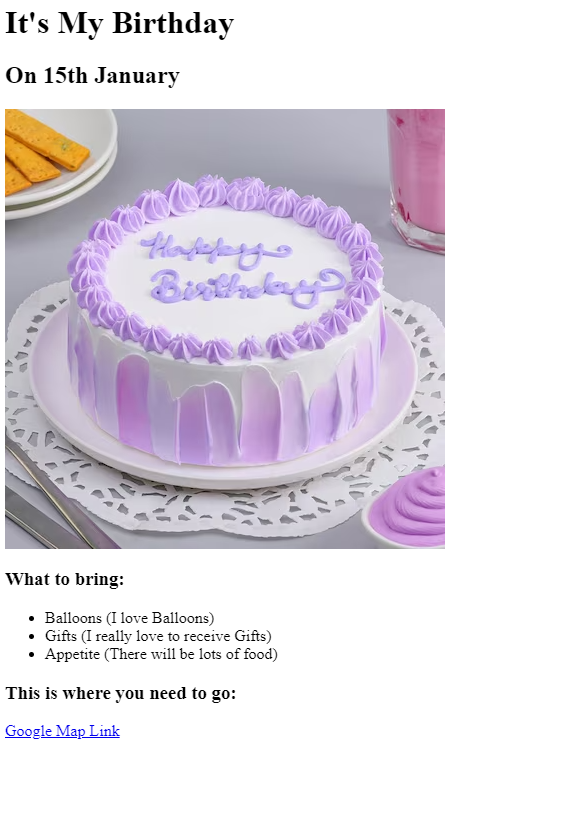 It's My Birthday
On 15th January
Happy
Birthday
What to bring:
Balloons (I love Balloons)
Gifts (I really love to receive Gifts)
Appetite (There will be lots of food)
This is where you need to go:
Google Map Link